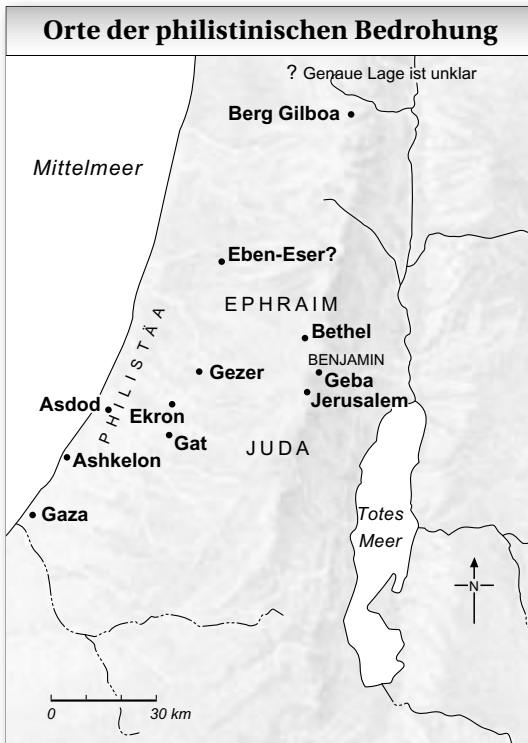 Orte der philistinischen Bedrohung
? Genaue Lage ist unklar
Berg Gilboa
Mittelmeer
Eben-Eser?
EPHRAIM
PHILISTÄA
Bethel
BENJAMIN
Gezer
Geba
Asdod
Jerusalem
Ekron
Gat
JUDA
Ashkelon
Gaza
Totes
Meer
N
0 30 km